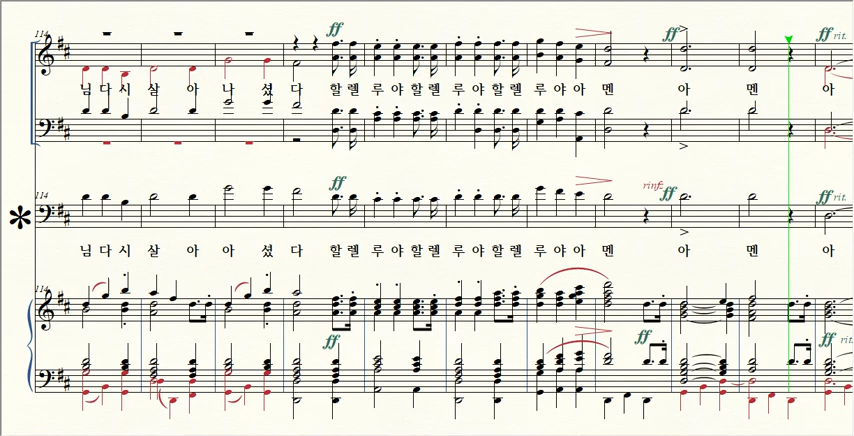 114
ff ff ff rit.
님 다 시 살 아 나 셨 다 할 렐 루 야 할 렐 루 야 할 렐 루 야 아 멘 아 멘 아
114
ff rinfz ff ff rit.
님 다 시 살 아 아 셨 다 할 렐 루 야 할 렐 루 야 할 렐 루 야 아 멘 아 멘 아
114
ff ff ff rit.